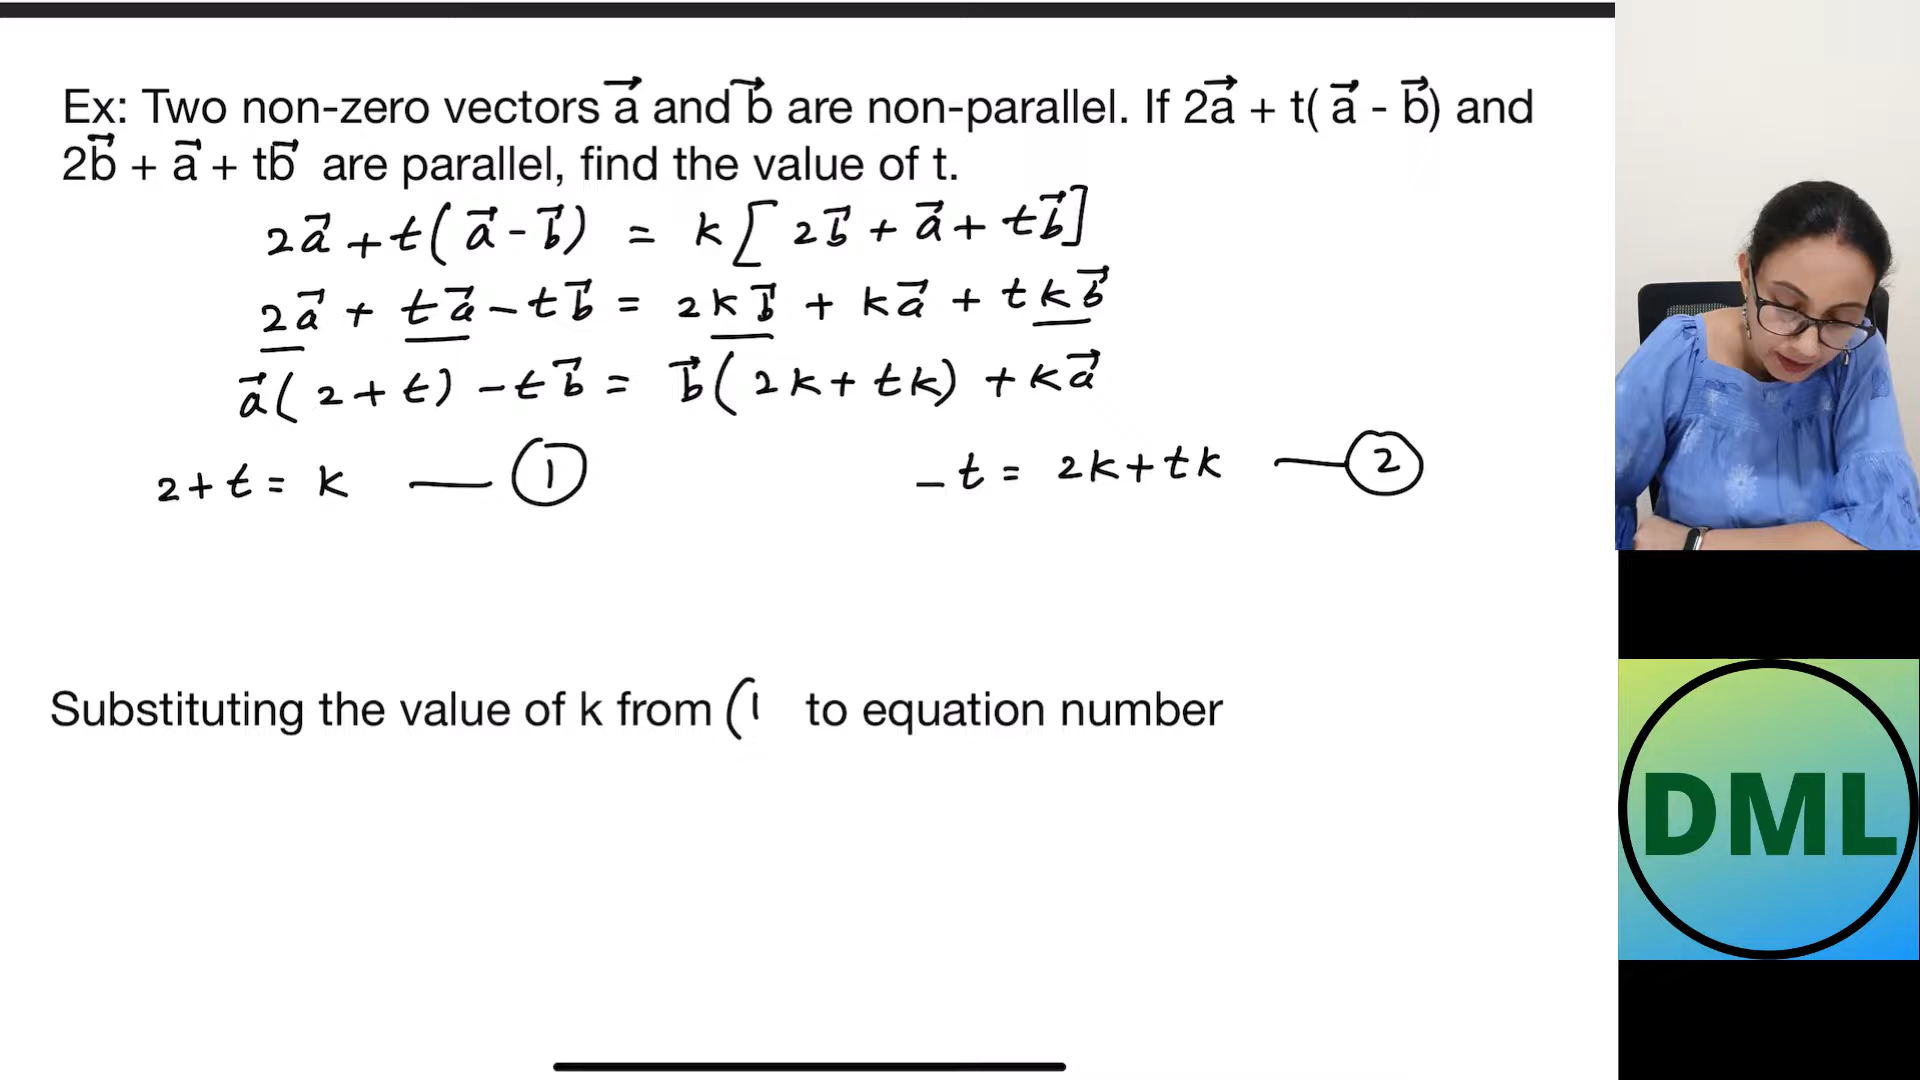 Ex: Two non-zero vectors a⃗ and b⃗ are non-parallel. If 2a⃗ + t( a⃗ - b⃗) and
2b⃗ + a⃗ + tb⃗ are parallel, find the value of t.
2a⃗ + t( a⃗ - b⃗) = k [ 2b⃗ + a⃗ + tb⃗ ]
2a⃗ + ta⃗ - tb⃗ = 2kb⃗ + ka⃗ + tkb⃗
a⃗( 2 + t) - tb⃗ = b⃗( 2k + tk) + ka⃗
2 + t = k — ①
- t = 2k + tk — ②
Substituting the value of k from (1 to equation number
DML